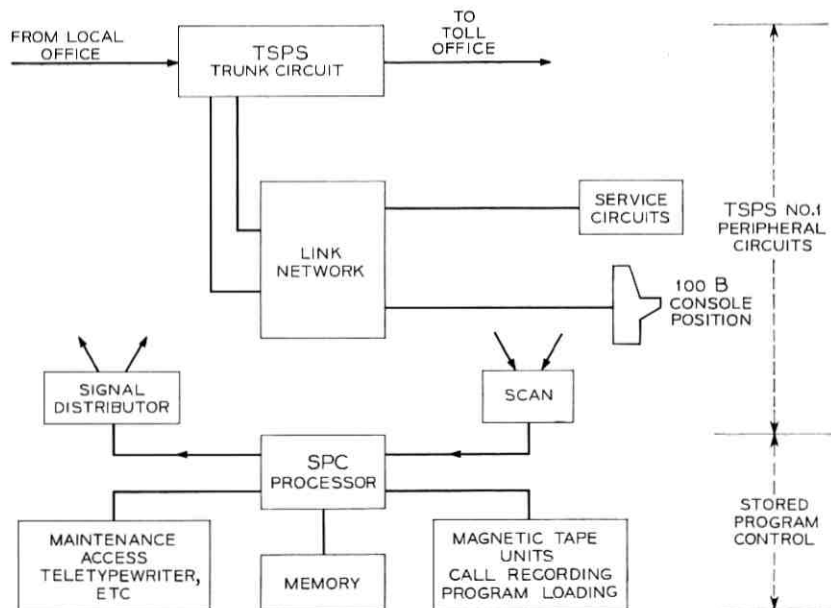 FROM LOCAL
OFFICE
TSPS
TRUNK CIRCUIT
TO
TOLL
OFFICE
LINK
NETWORK
SERVICE
CIRCUITS
TSPS NO.1
PERIPHERAL
CIRCUITS
100 B
CONSOLE
POSITION
SIGNAL
DISTRIBUTOR
SCAN
SPC
PROCESSOR
MAINTENANCE
ACCESS
TELETYPEWRITER,
ETC
MEMORY
MAGNETIC TAPE
UNITS
CALL RECORDING
PROGRAM LOADING
STORED
PROGRAM
CONTROL